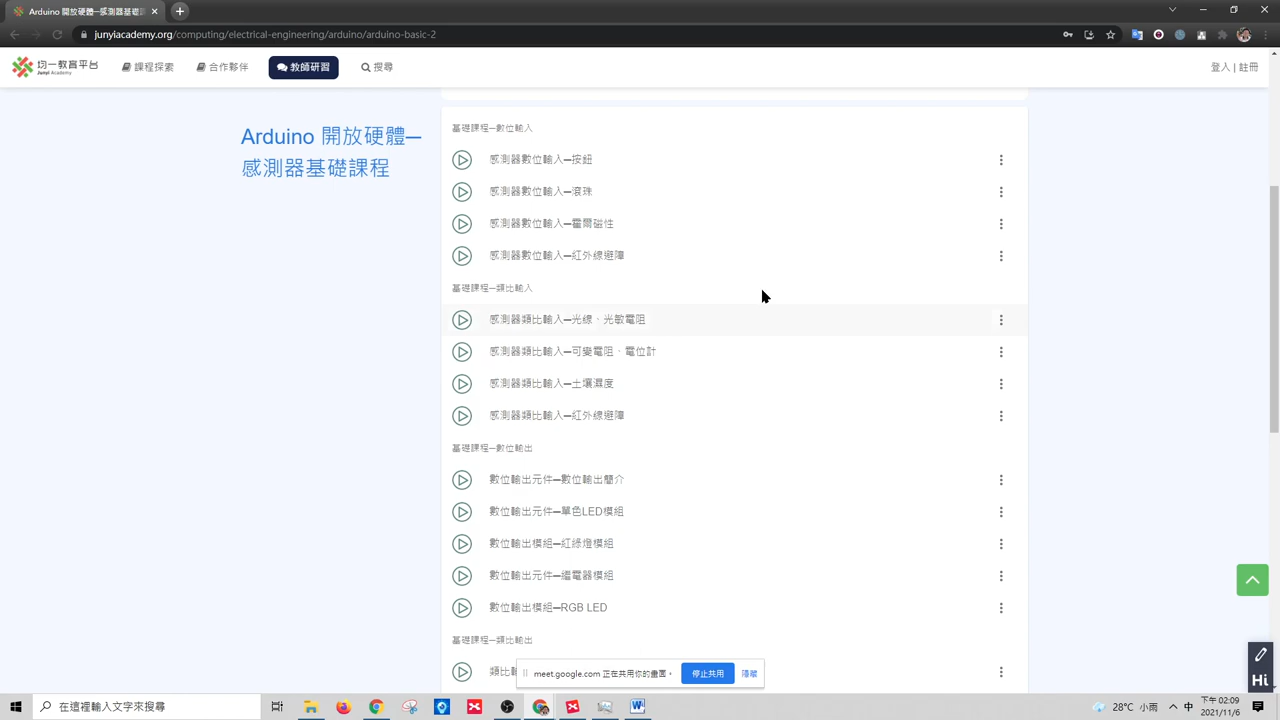 Arduino 開放硬體─感測器基礎
junyiacademy.org/computing/electrical-engineering/arduino/arduino-basic-2
均一教育平台
Junyi Academy
課程探索
合作夥伴
教師研習
搜尋
登入 | 註冊
Arduino 開放硬體─
感測器基礎課程
基礎課程─數位輸入
感測器數位輸入─按鈕
感測器數位輸入─滾珠
感測器數位輸入─霍爾磁性
感測器數位輸入─紅外線避障
基礎課程─類比輸入
感測器類比輸入─光線、光敏電阻
感測器類比輸入─可變電阻、電位計
感測器類比輸入─土壤濕度
感測器類比輸入─紅外線避障
基礎課程─數位輸出
數位輸出元件─數位輸出簡介
數位輸出元件─單色LED模組
數位輸出模組─紅綠燈模組
數位輸出元件─繼電器模組
數位輸出模組─RGB LED
基礎課程─類比輸出
類比
meet.google.com 正在共用你的畫面。
停止共用
隱藏
Hi
在這裡輸入文字來搜尋
28°C 小雨
中
下午 02:09
2021/11/6